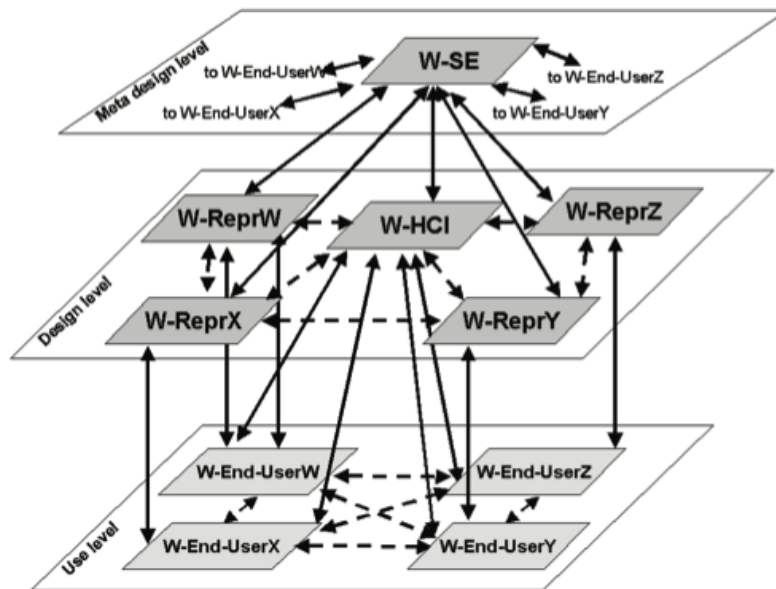 Meta design level
W-SE
to W-End-UserW
to W-End-UserZ
to W-End-UserX
to W-End-UserY
Design level
W-ReprW
W-HCI
W-ReprZ
W-ReprX
W-ReprY
Use level
W-End-UserW
W-End-UserZ
W-End-UserX
W-End-UserY